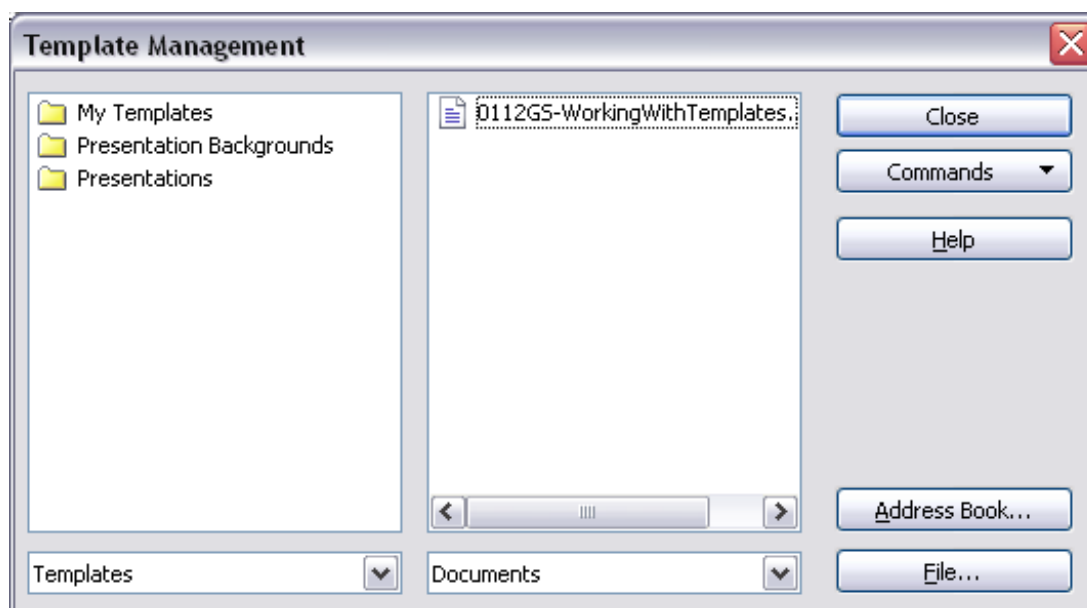 Template Management
My Templates
Presentation Backgrounds
Presentations
0112GS-WorkingWithTemplates.
Close
Commands
Help
Address Book...
File...
Templates
Documents